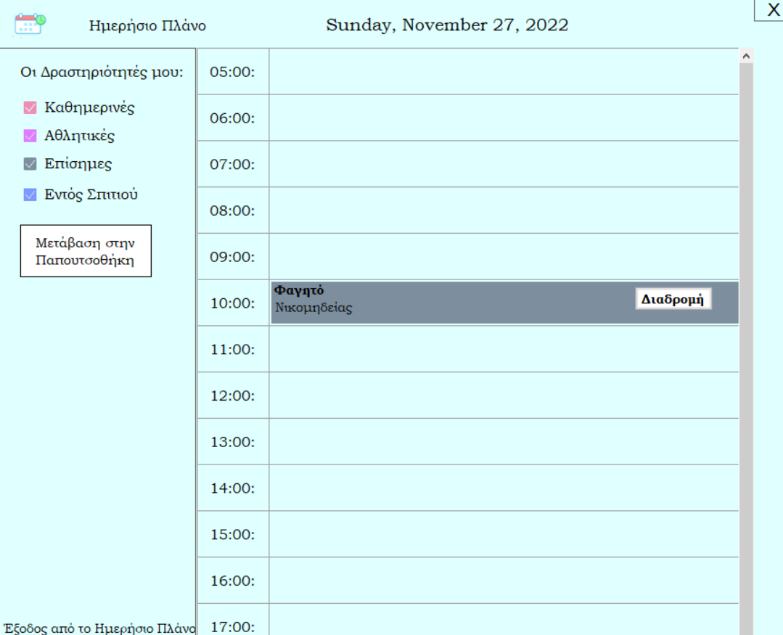 Ημερήσιο Πλάνο
Sunday, November 27, 2022
X
Οι Δραστηριότητές μου:
Καθημερινές
Αθλητικές
Επίσημες
Εντός Σπιτιού
Μετάβαση στην
Παπουτσοθήκη
Έξοδος από το Ημερήσιο Πλάνο
05:00:
06:00:
07:00:
08:00:
09:00:
10:00:
Φαγητό
Νικομηδείας
Διαδρομή
11:00:
12:00:
13:00:
14:00:
15:00:
16:00:
17:00: